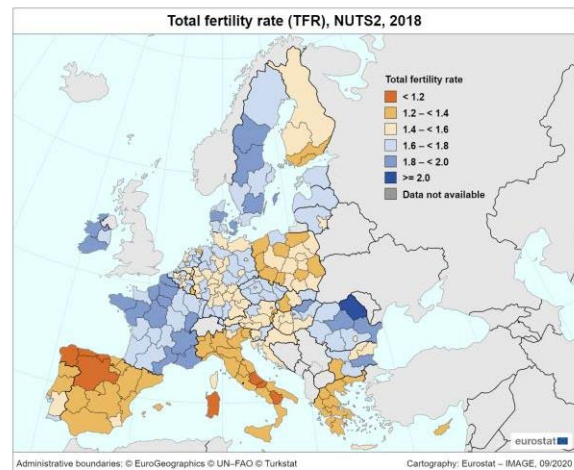 Total fertility rate (TFR), NUTS2, 2018
Total fertility rate
< 1.2
1.2 – < 1.4
1.4 – < 1.6
1.6 – < 1.8
1.8 – < 2.0
>= 2.0
Data not available
eurostat
Administrative boundaries: © EuroGeographics © UN–FAO © Turkstat
Cartography: Eurostat – IMAGE, 09/2020